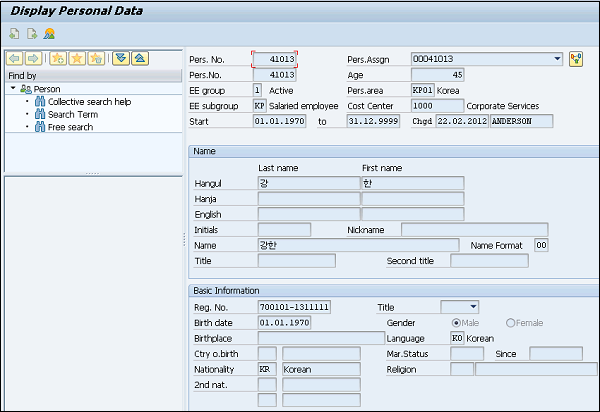 Display Personal Data
Find by
Person
Collective search help
Search Term
Free search
Pers. No. 41013 Pers.Assgn 00041013
Pers.No. 41013 Age 45
EE group 1 Active Pers.area KP01 Korea
EE subgroup KP Salaried employee Cost Center 1000 Corporate Services
Start 01.01.1970 to 31.12.9999 Chgd 22.02.2012 ANDERSON
Name
Last name First name
Hangul 강 한
Hanja
English
Initials Nickname
Name 강한 Name Format 00
Title Second title
Basic Information
Reg. No. 700101-1311111 Title
Birth date 01.01.1970 Gender Male Female
Birthplace Language KO Korean
Ctry o.birth Mar.Status Since
Nationality KR Korean Religion
2nd nat.